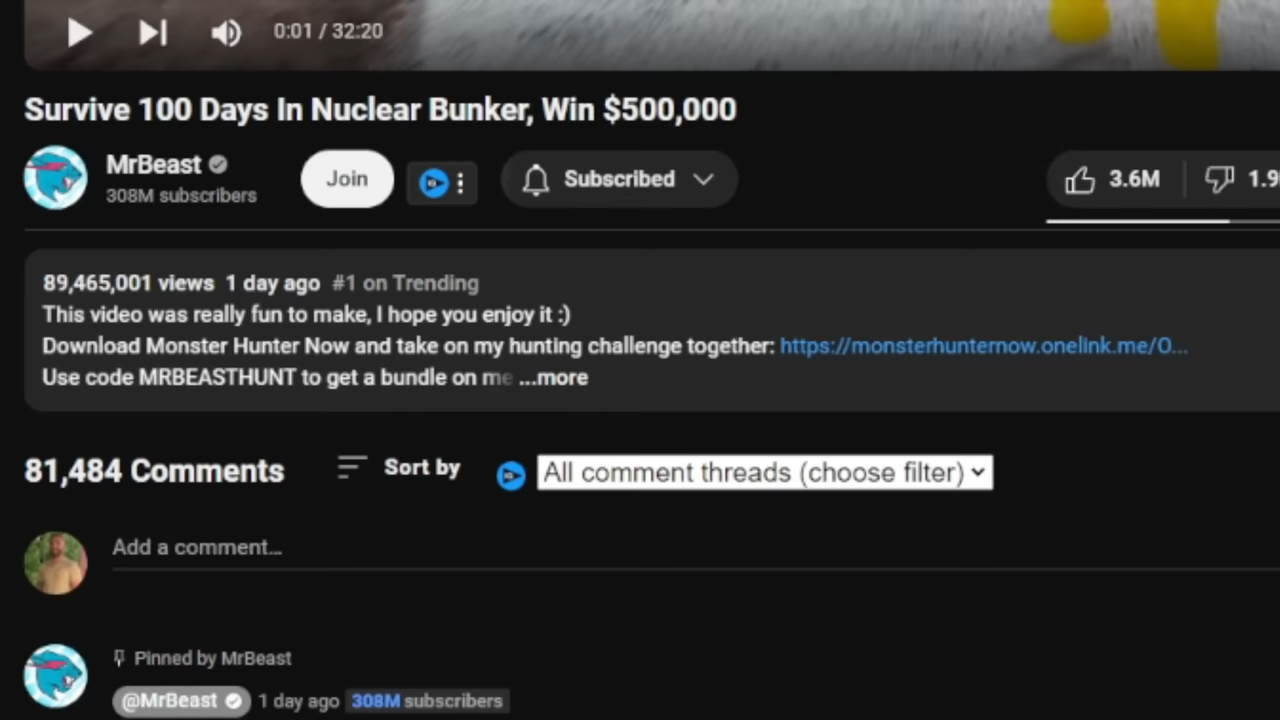 0:01 / 32:20
Survive 100 Days In Nuclear Bunker, Win $500,000
MrBeast
308M subscribers
Join
Subscribed
3.6M
89,465,001 views 1 day ago #1 on Trending
This video was really fun to make, I hope you enjoy it :)
Download Monster Hunter Now and take on my hunting challenge together: https://monsterhunternow.onelink.me/O...
Use code MRBEASTHUNT to get a bundle on me ...more
81,484 Comments
Sort by
All comment threads (choose filter)
Add a comment...
Pinned by MrBeast
@MrBeast 1 day ago 308M subscribers